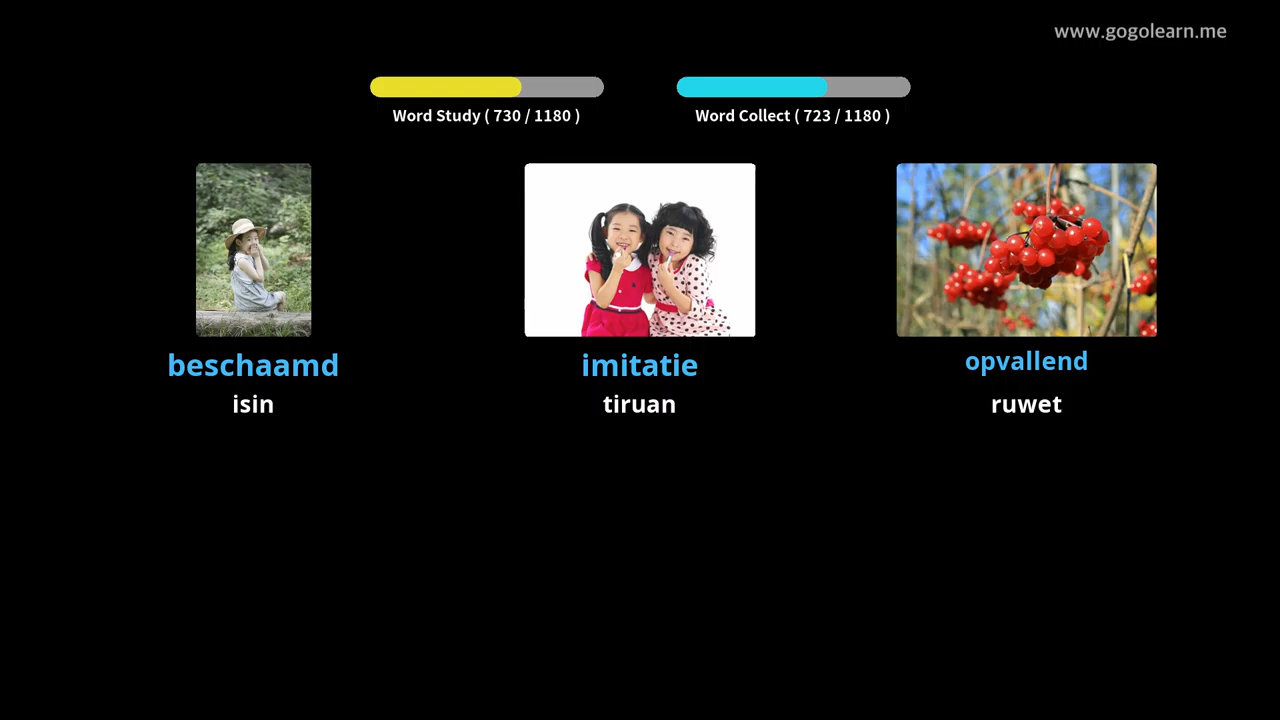 www.gogolearn.me
Word Study ( 730 / 1180 )
Word Collect ( 723 / 1180 )
beschaamd
imitatie
opvallend
isin
tiruan
ruwet